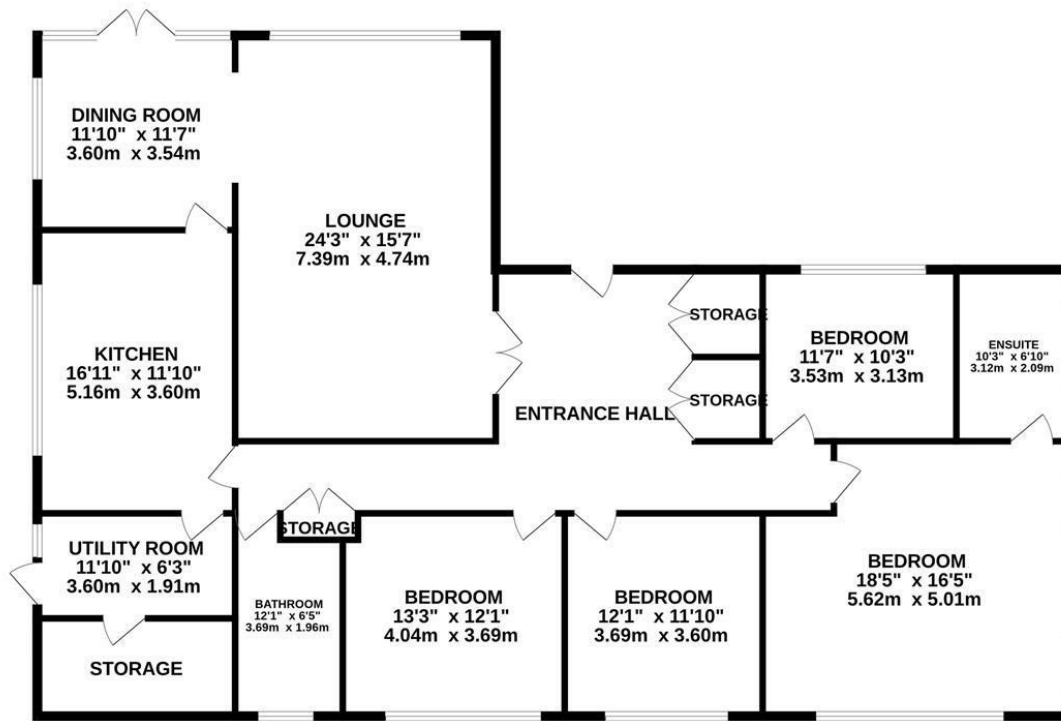 DINING ROOM
11'10" x 11'7"
3.60m x 3.54m
LOUNGE
24'3" x 15'7"
7.39m x 4.74m
KITCHEN
16'11" x 11'10"
5.16m x 3.60m
ENTRANCE HALL
STORAGE
STORAGE
BEDROOM
11'7" x 10'3"
3.53m x 3.13m
ENSUITE
10'3" x 6'10"
3.12m x 2.09m
UTILITY ROOM
11'10" x 6'3"
3.60m x 1.91m
STORAGE
STORAGE
BATHROOM
12'1" x 6'5"
3.69m x 1.96m
BEDROOM
13'3" x 12'1"
4.04m x 3.69m
BEDROOM
12'1" x 11'10"
3.69m x 3.60m
BEDROOM
18'5" x 16'5"
5.62m x 5.01m